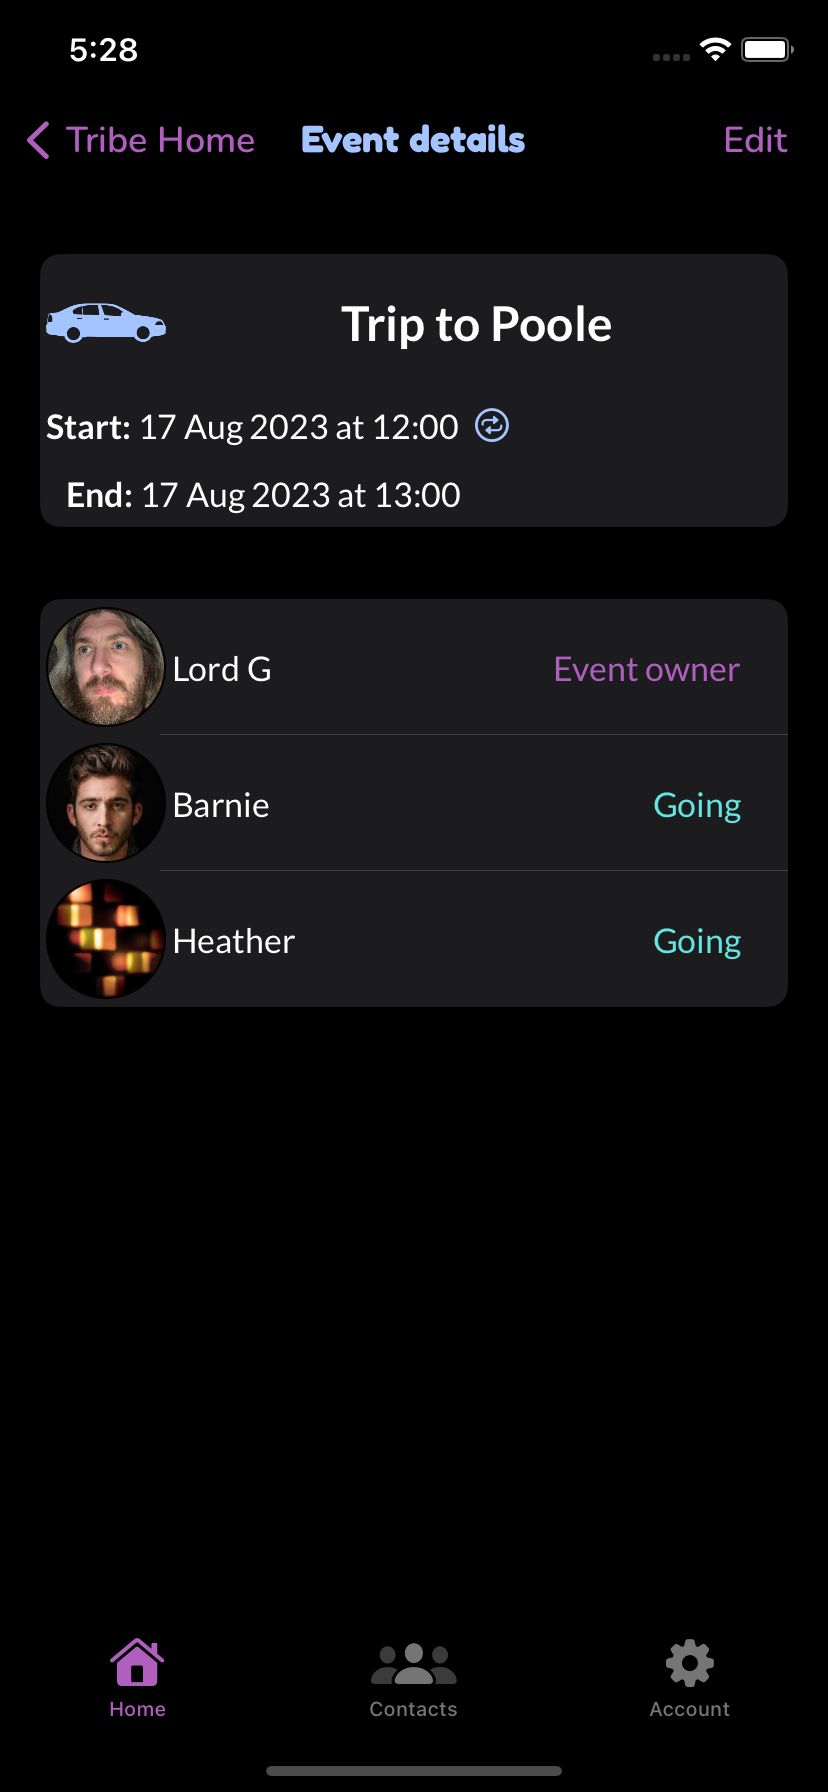 5:28
Tribe Home Event details Edit
Trip to Poole
Start: 17 Aug 2023 at 12:00
End: 17 Aug 2023 at 13:00
Lord G Event owner
Barnie Going
Heather Going
Home Contacts Account